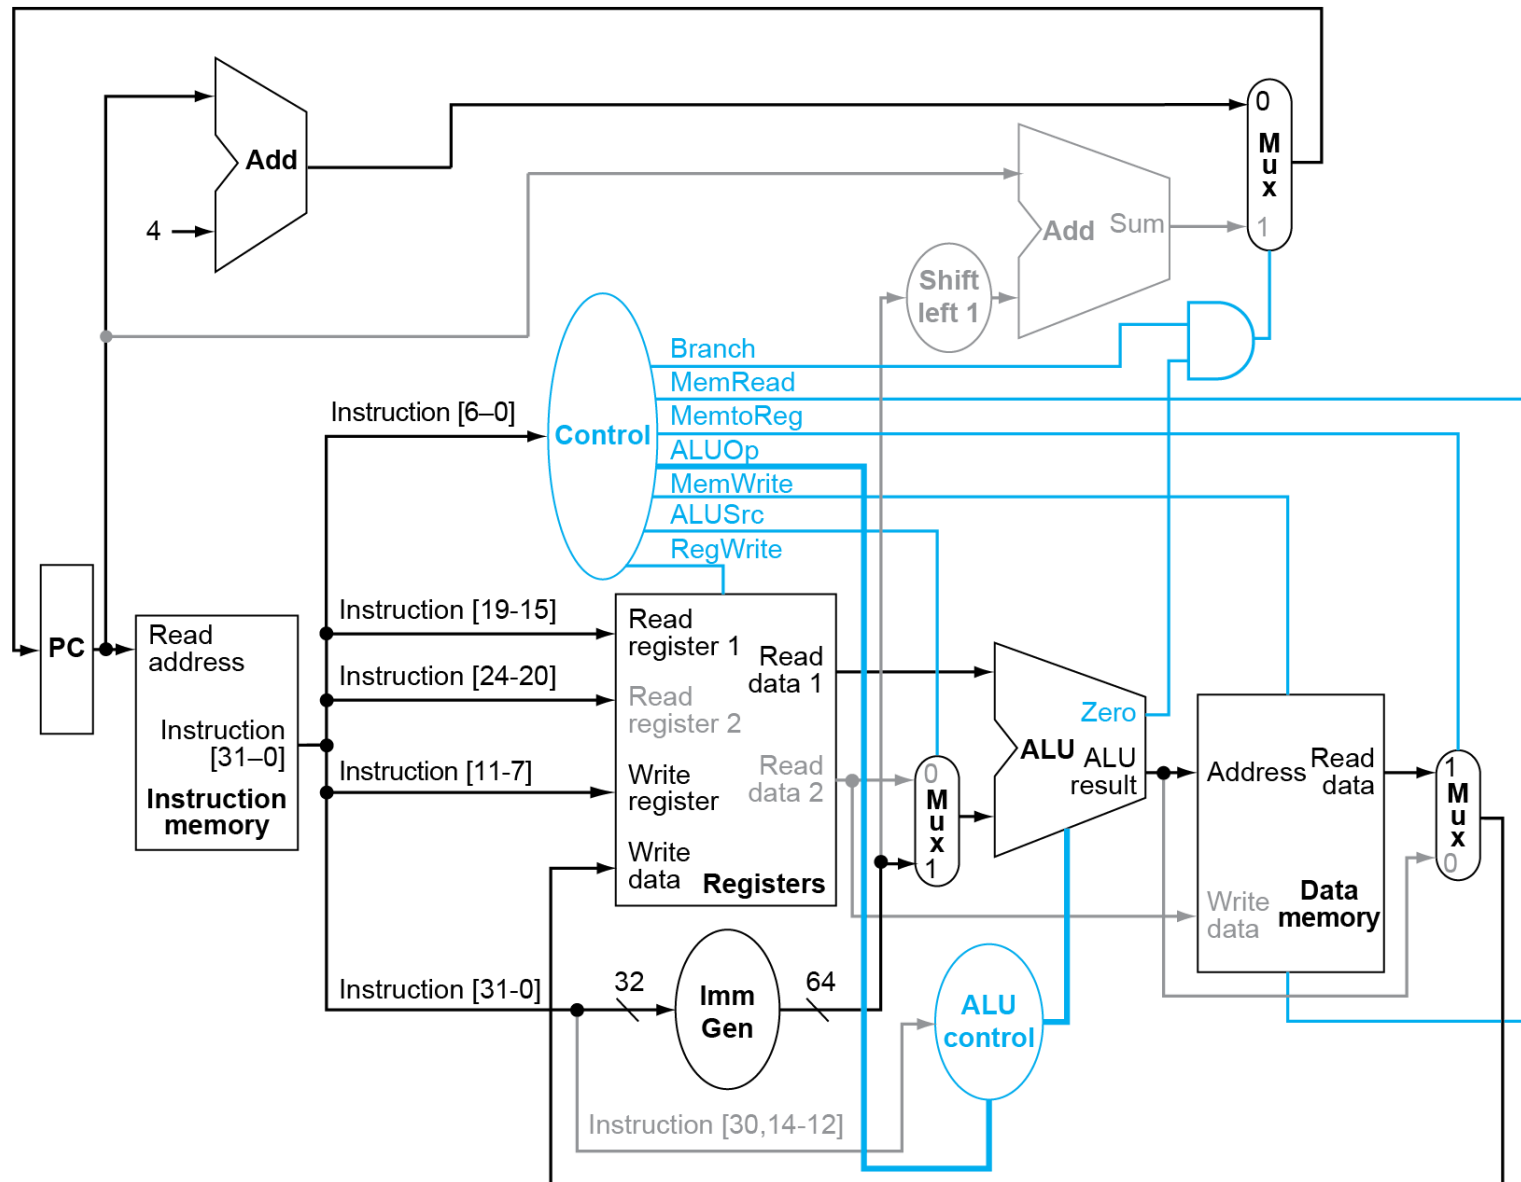 0
M
u
x
1
Add
4
Add Sum
Shift
left 1
Branch
MemRead
MemtoReg
ALUOp
MemWrite
ALUSrc
RegWrite
Control
Instruction [6–0]
Instruction [19-15]
Instruction [24-20]
Instruction [11-7]
Instruction [31-0]
PC
Read
address
Instruction
[31–0]
Instruction
memory
Read
register 1
Read
register 2
Write
register
Write
data
Read
data 1
Read
data 2
Registers
0
M
u
x
1
Zero
ALU
ALU
result
Address
Read
data
Write
data
Data
memory
1
M
u
x
0
32
Imm
Gen
64
ALU
control
Instruction [30,14-12]